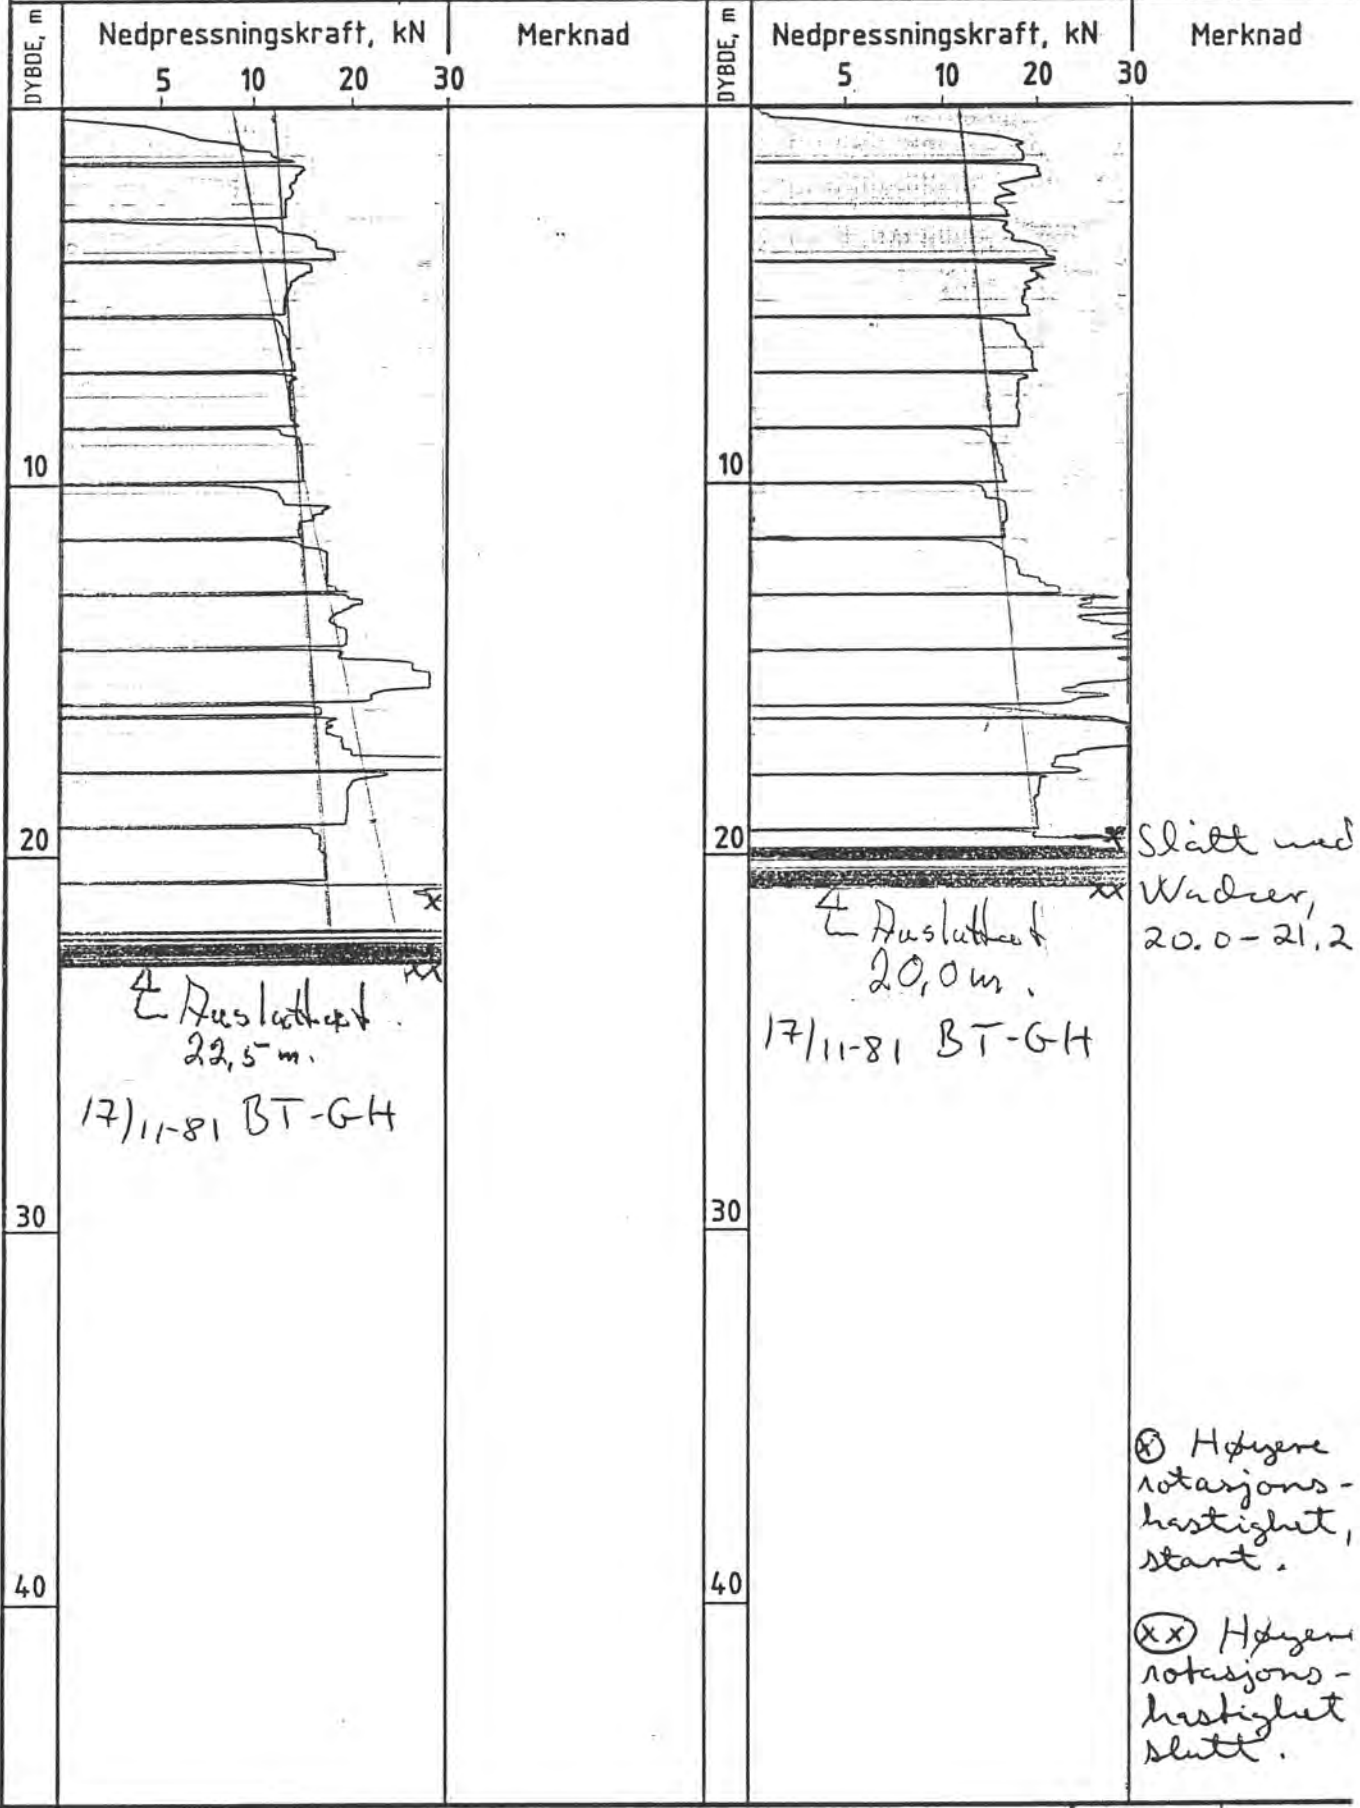 DYBDE, m
Nedpressningskraft, kN
Merknad
5 10 20 30
10
20
30
40
Avsluttet
22,5 m.
17/11-81 BT-GH
DYBDE, m
Nedpressningskraft, kN
Merknad
5 10 20 30
10
20
30
40
x
xx
Avsluttet
20,0 m.
17/11-81 BT-GH
Slått med
20.0-21.2
x Høyere
rotasjons-
hastighet,
start.
xx Høyere
rotasjons-
hastighet
slutt.